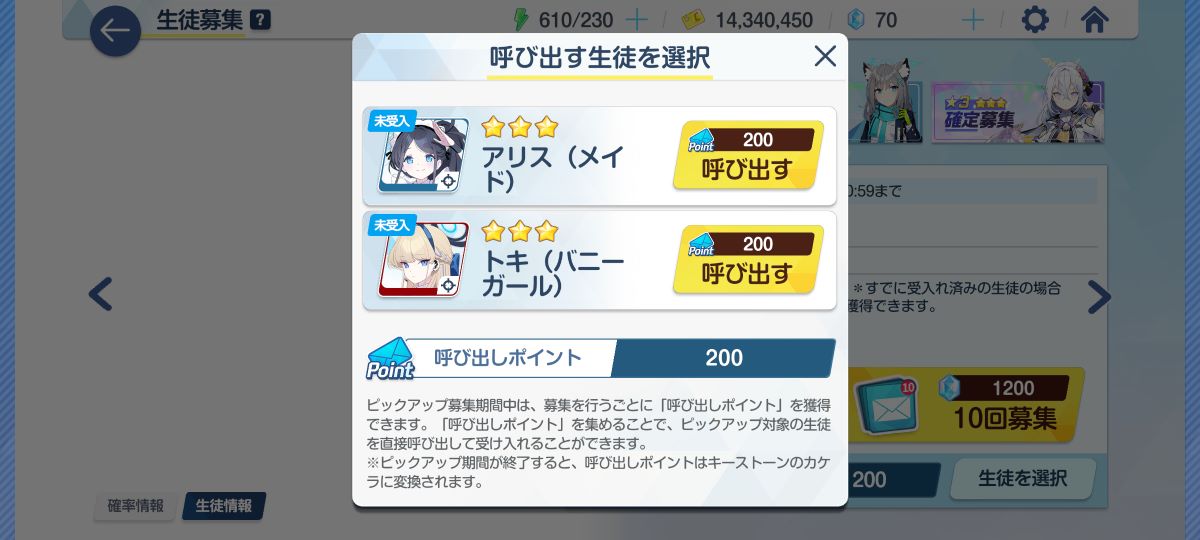 生徒募集 ?
610/230
14,340,450
70
呼び出す生徒を選択
未受入
アリス（メイ
ド）
200
Point
呼び出す
未受入
トキ（バニー
ガール）
200
Point
呼び出す
Point
呼び出しポイント
200
ピックアップ募集期間中は、募集を行うごとに「呼び出しポイント」を獲得
できます。「呼び出しポイント」を集めることで、ピックアップ対象の生徒
を直接呼び出して受け入れることができます。
※ピックアップ期間が終了すると、呼び出しポイントはキーストーンのカケ
ラに変換されます。
★3
確定募集
0:59まで
＊すでに受入れ済みの生徒の場合
獲得できます。
10
1200
10回募集
200
生徒を選択
確率情報
生徒情報